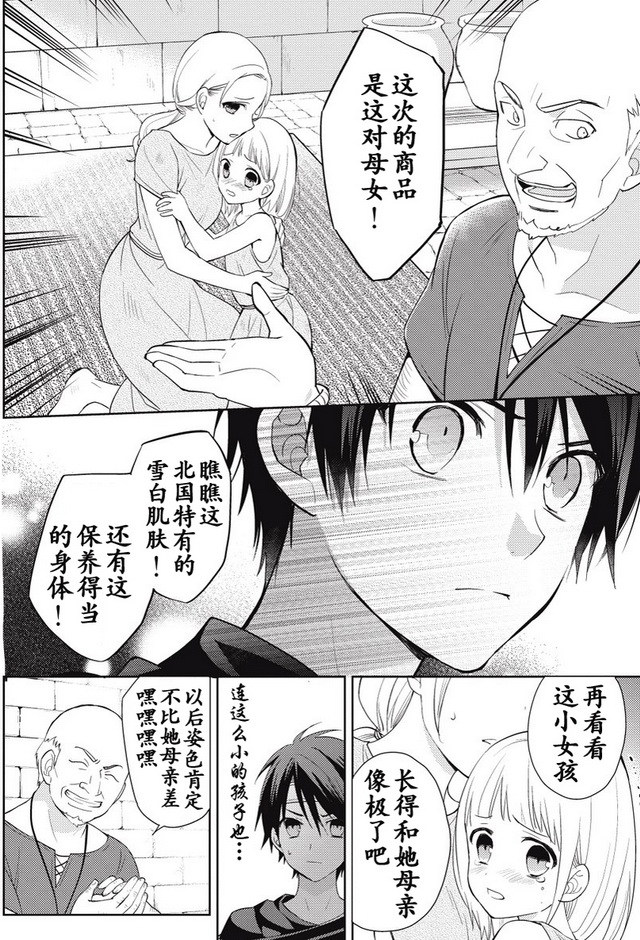 这次的商品
是这对母女！
瞧瞧这
北国特有的
雪白肌肤！
还有这
保养得当
的身体！
再看看
这小女孩
长得和她母亲
像极了吧
连这么小的孩子也…
以后姿色肯定
不比她母亲差
嘿嘿嘿嘿